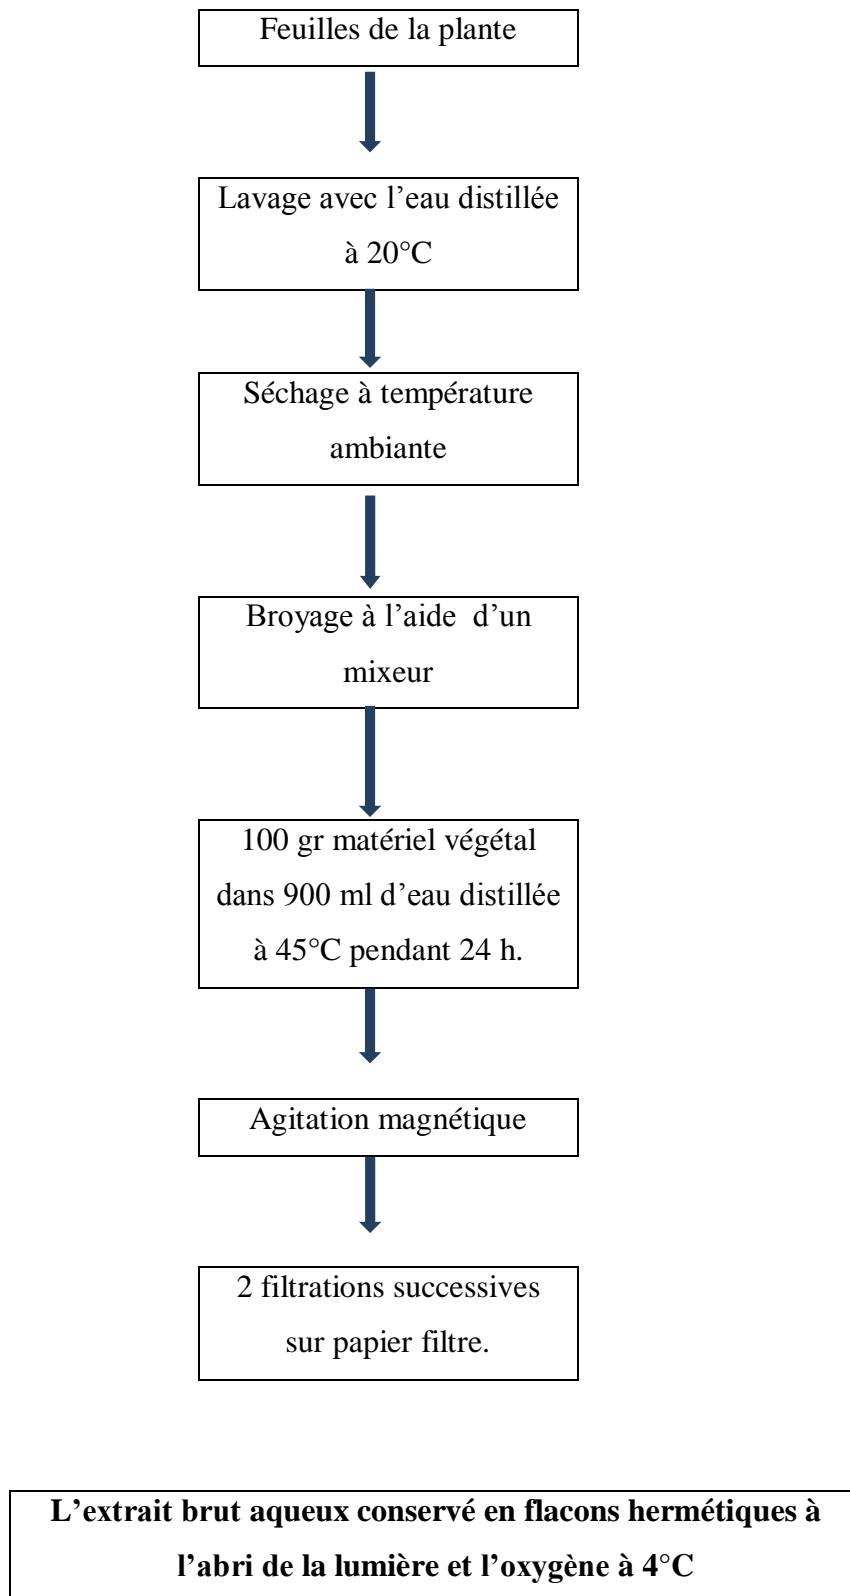 Feuilles de la plante
Lavage avec l’eau distillée
à 20°C
Séchage à température
ambiante
Broyage à l’aide  d’un
mixeur
100 gr matériel végétal
dans 900 ml d’eau distillée
à 45°C pendant 24 h.
Agitation magnétique
2 filtrations successives
sur papier filtre.
L’extrait brut aqueux conservé en flacons hermétiques à
l’abri de la lumière et l’oxygène à 4°C